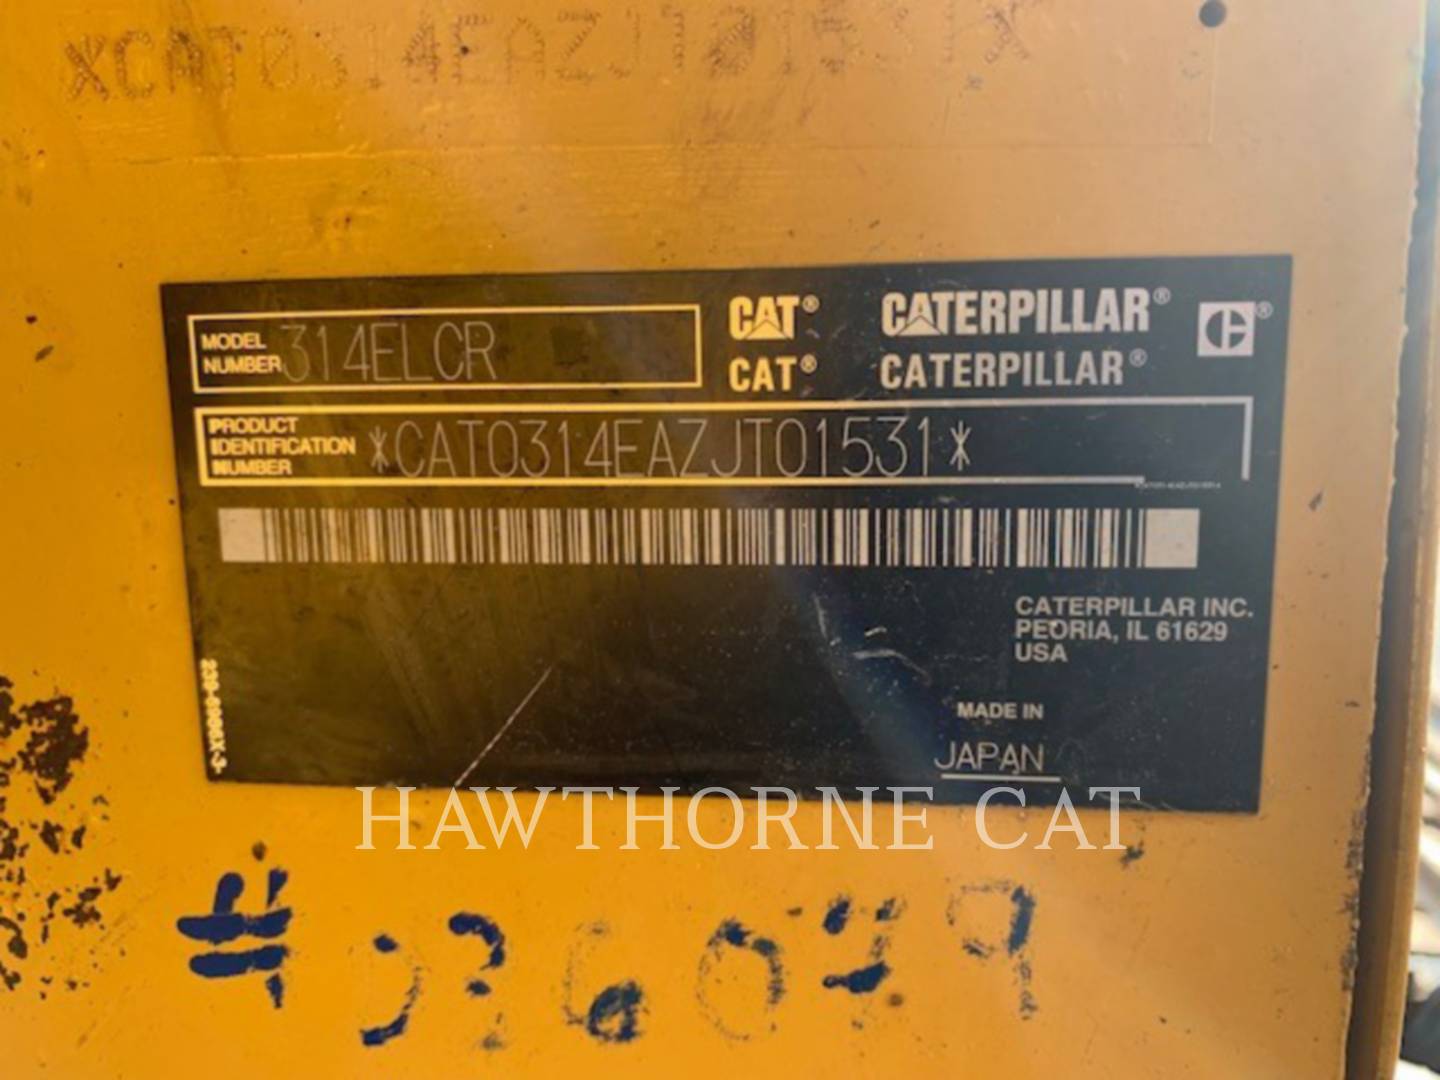 XCAT0314EAZJT01531X
MODEL NUMBER 314ELCR
CAT® CATERPILLAR®
CAT® CATERPILLAR®
PRODUCT IDENTIFICATION NUMBER *CAT0314EAZJT01531*
CATERPILLAR INC.
PEORIA, IL 61629
USA
MADE IN
JAPAN
HAWTHORNE CAT